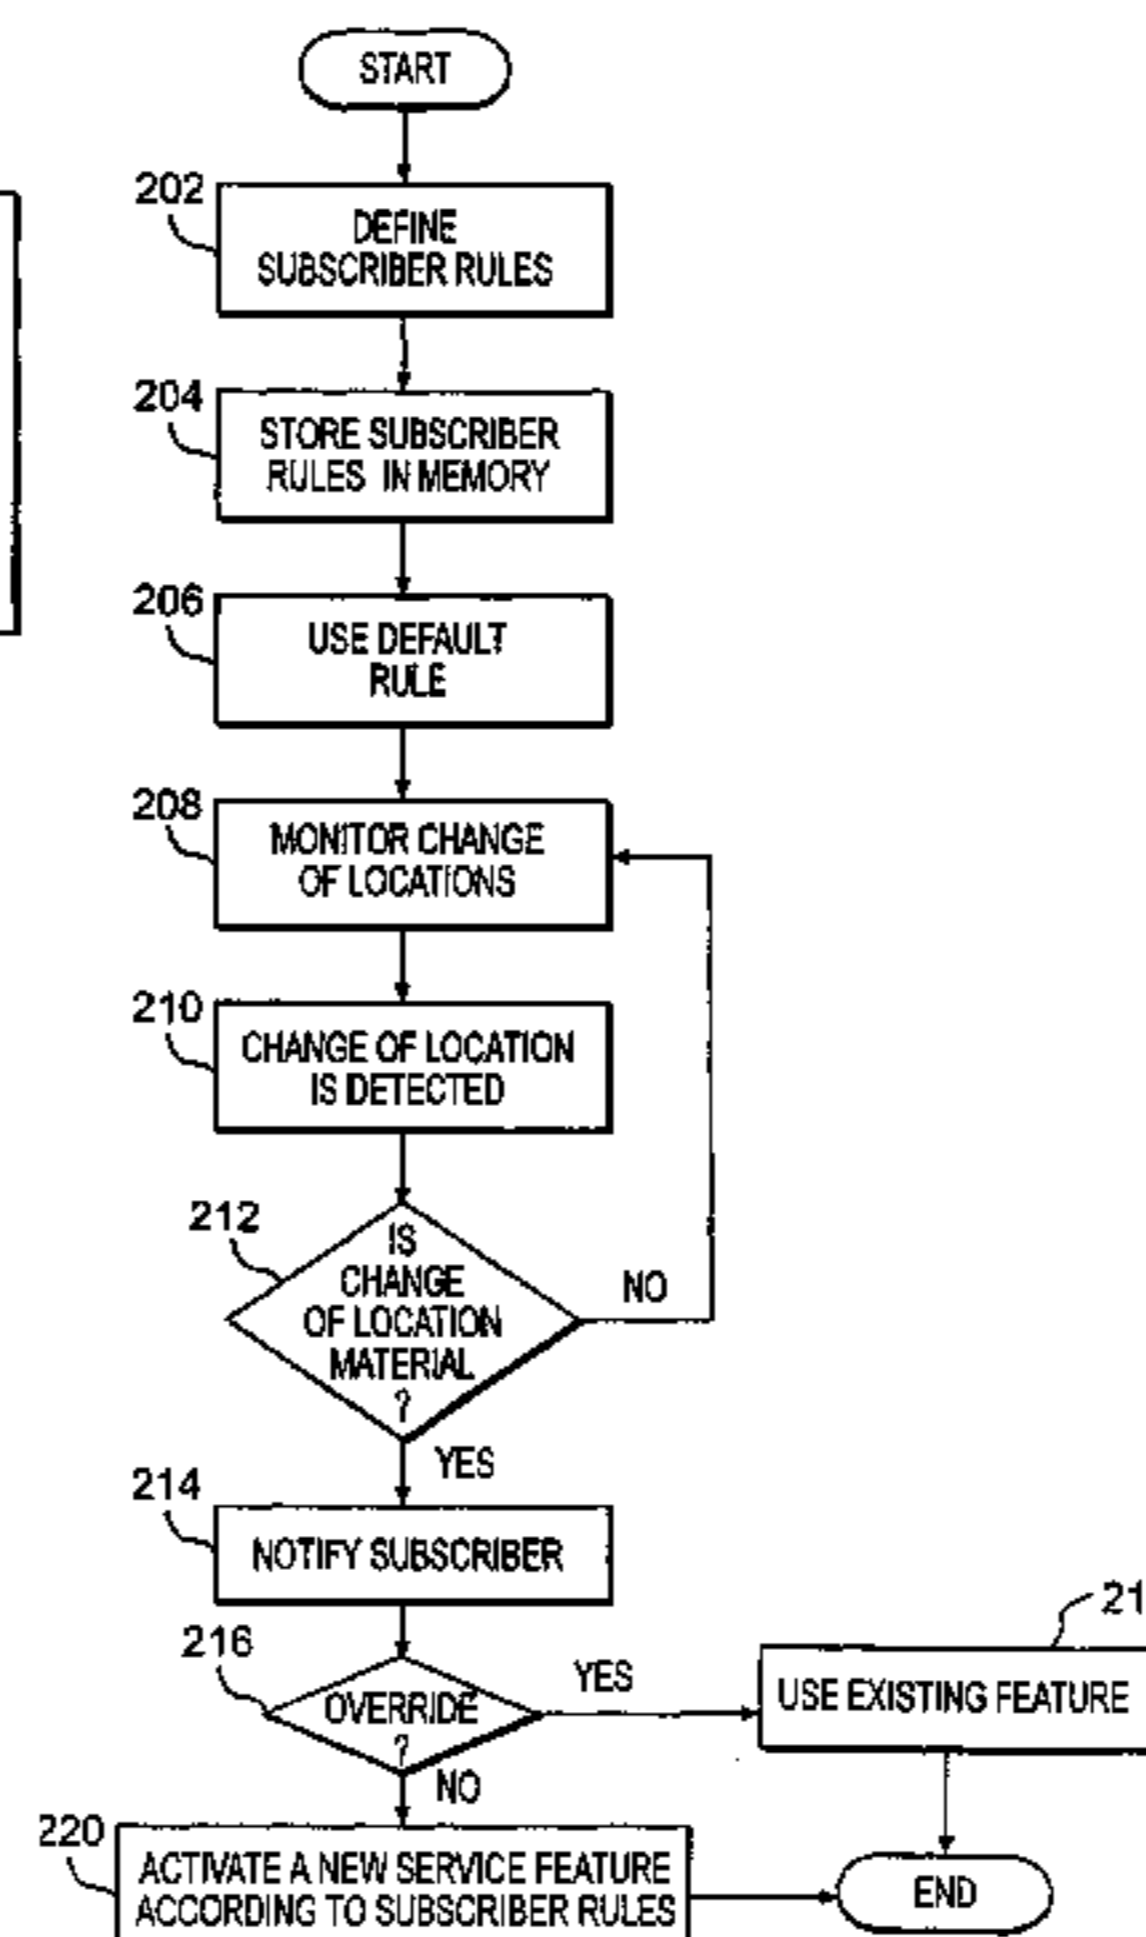 START
202
DEFINE
SUBSCRIBER RULES
204
STORE SUBSCRIBER
RULES IN MEMORY
206
USE DEFAULT
RULE
208
MONITOR CHANGE
OF LOCATIONS
210
CHANGE OF LOCATION
IS DETECTED
212
IS
CHANGE
OF LOCATION
MATERIAL
?
NO
YES
214
NOTIFY SUBSCRIBER
216
OVERRIDE
?
YES
21
USE EXISTING FEATURE
NO
220
ACTIVATE A NEW SERVICE FEATURE
ACCORDING TO SUBSCRIBER RULES
END